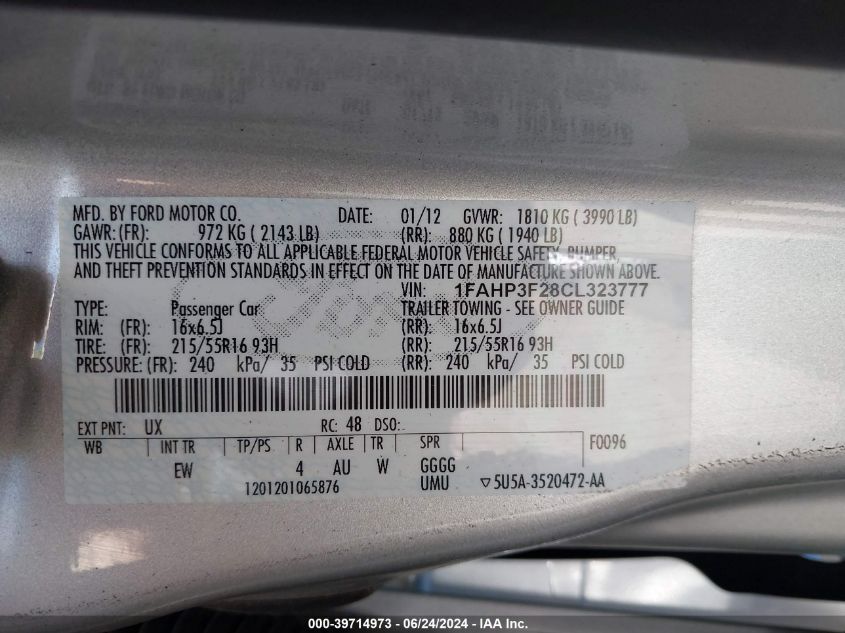 MFD. BY FORD MOTOR CO. DATE: 01/12 GVWR: 1810 KG ( 3990 LB)
GAWR: (FR): 972 KG ( 2143 LB) (RR): 880 KG ( 1940 LB)
THIS VEHICLE CONFORMS TO ALL APPLICABLE FEDERAL MOTOR VEHICLE SAFETY, BUMPER,
AND THEFT PREVENTION STANDARDS IN EFFECT ON THE DATE OF MANUFACTURE SHOWN ABOVE.
VIN: 1FAHP3F28CL323777
TYPE: Passenger Car TRAILER TOWING - SEE OWNER GUIDE
RIM: (FR): 16x6.5J (RR): 16x6.5J
TIRE: (FR): 215/55R16 93H (RR): 215/55R16 93H
PRESSURE: (FR): 240 kPa/ 35 PSI COLD (RR): 240 kPa/ 35 PSI COLD
EXT PNT: UX RC: 48 DSO:
WB INT TR TP/PS R AXLE TR SPR F0096
EW 4 AU W GGGG
1201201065876 UMU ▽5U5A-3520472-AA
000-39714973 - 06/24/2024 - IAA Inc.